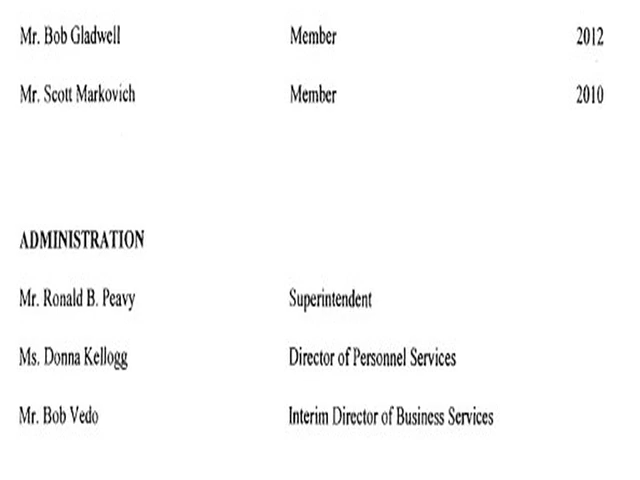 Mr. Bob Gladwell Member 2012
Mr. Scott Markovich Member 2010
ADMINISTRATION
Mr. Ronald B. Peavy Superintendent
Ms. Donna Kellogg Director of Personnel Services
Mr. Bob Vedo Interim Director of Business Services